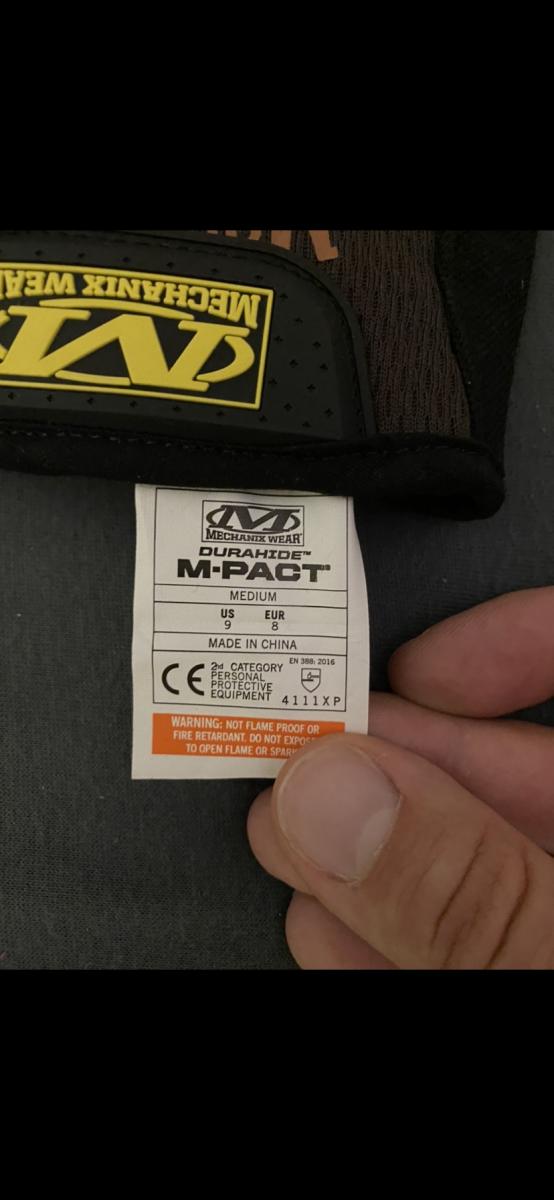 MECHANIX WEAR
MECHANIX WEAR
DURAHIDE™
M-PACT®
MEDIUM
US EUR
9 8
MADE IN CHINA
CE 2nd CATEGORY
PERSONAL
PROTECTIVE
EQUIPMENT
EN 388: 2016
4111XP
WARNING: NOT FLAME PROOF OR
FIRE RETARDANT. DO NOT EXPOSE
TO OPEN FLAME OR